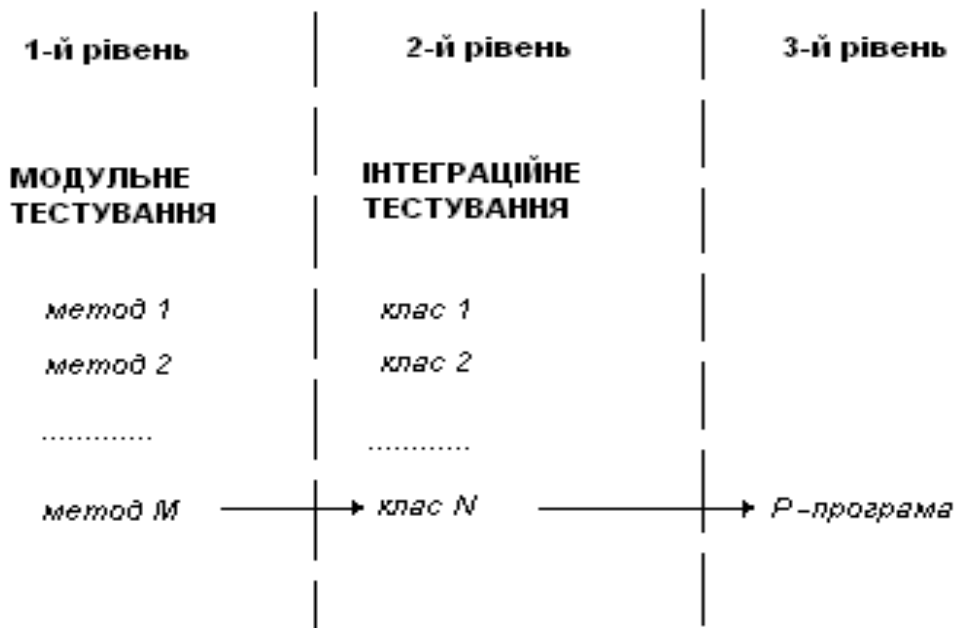 1-й рівень
2-й рівень
3-й рівень
МОДУЛЬНЕ
ТЕСТУВАННЯ
ІНТЕГРАЦІЙНЕ
ТЕСТУВАННЯ
метод 1
клас 1
метод 2
клас 2
.............
............
метод М
клас N
Р-програма